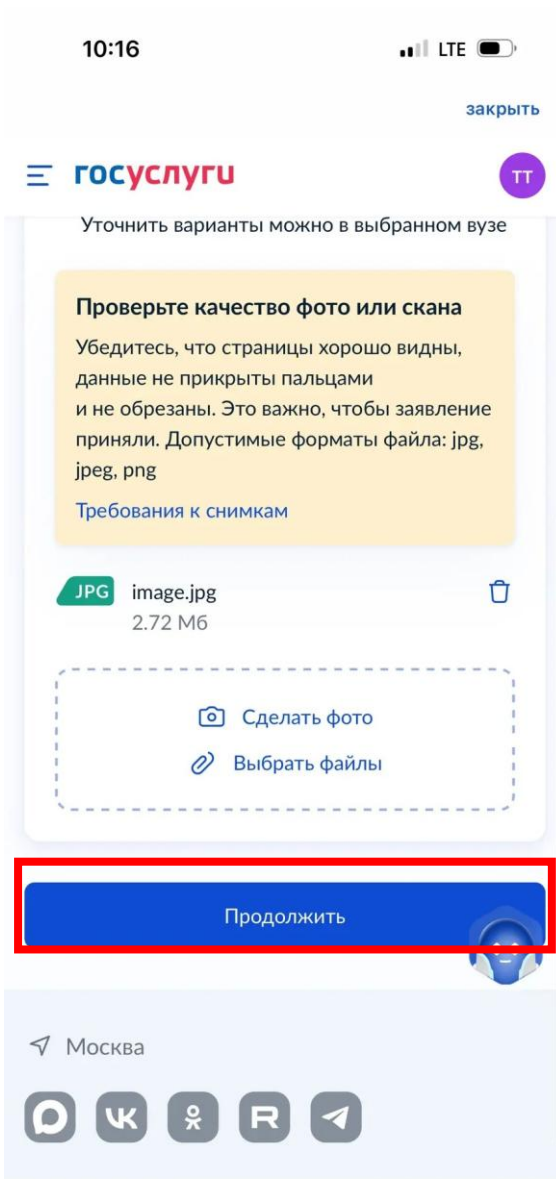 10:16
LTE
закрыть
госуслуги
ТТ
Уточнить варианты можно в выбранном вузе
Проверьте качество фото или скана
Убедитесь, что страницы хорошо видны,
данные не прикрыты пальцами
и не обрезаны. Это важно, чтобы заявление
приняли. Допустимые форматы файла: jpg,
jpeg, png
Требования к снимкам
JPG image.jpg
2.72 Мб
Сделать фото
Выбрать файлы
Продолжить
Москва